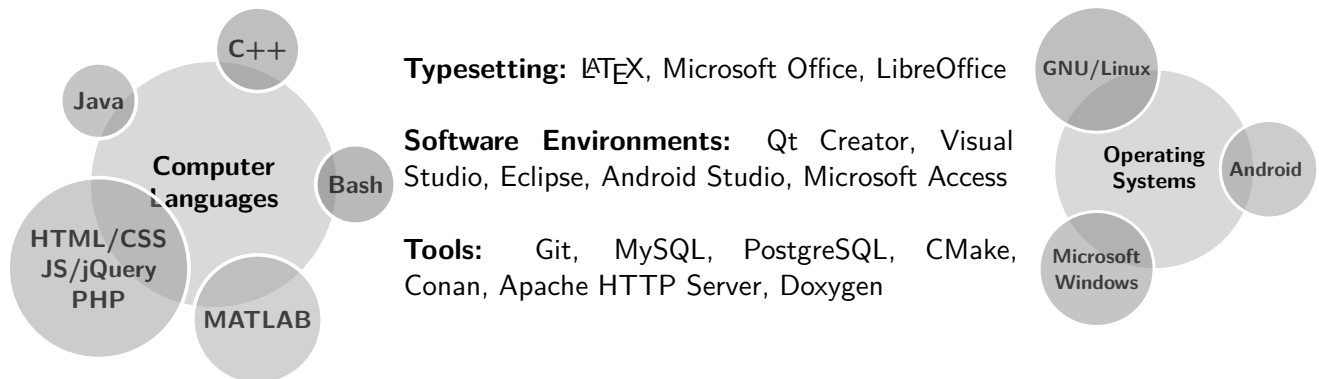 C++
Java
Computer
Languages
Bash
HTML/CSS
JS/jQuery
PHP
MATLAB
Typesetting: LATEX, Microsoft Office, LibreOffice
Software Environments: Qt Creator, Visual
Studio, Eclipse, Android Studio, Microsoft Access
Tools: Git, MySQL, PostgreSQL, CMake,
Conan, Apache HTTP Server, Doxygen
GNU/Linux
Operating
Systems
Android
Microsoft
Windows